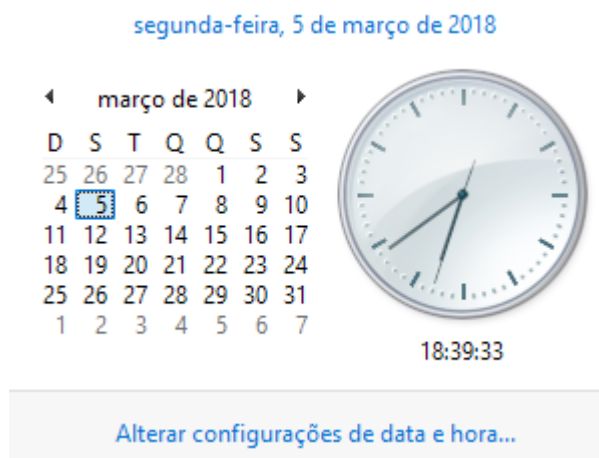 segunda-feira, 5 de março de 2018
março de 2018
D S T Q Q S S
25 26 27 28 1 2 3
4 5 6 7 8 9 10
11 12 13 14 15 16 17
18 19 20 21 22 23 24
25 26 27 28 29 30 31
1 2 3 4 5 6 7
18:39:33
Alterar configurações de data e hora...